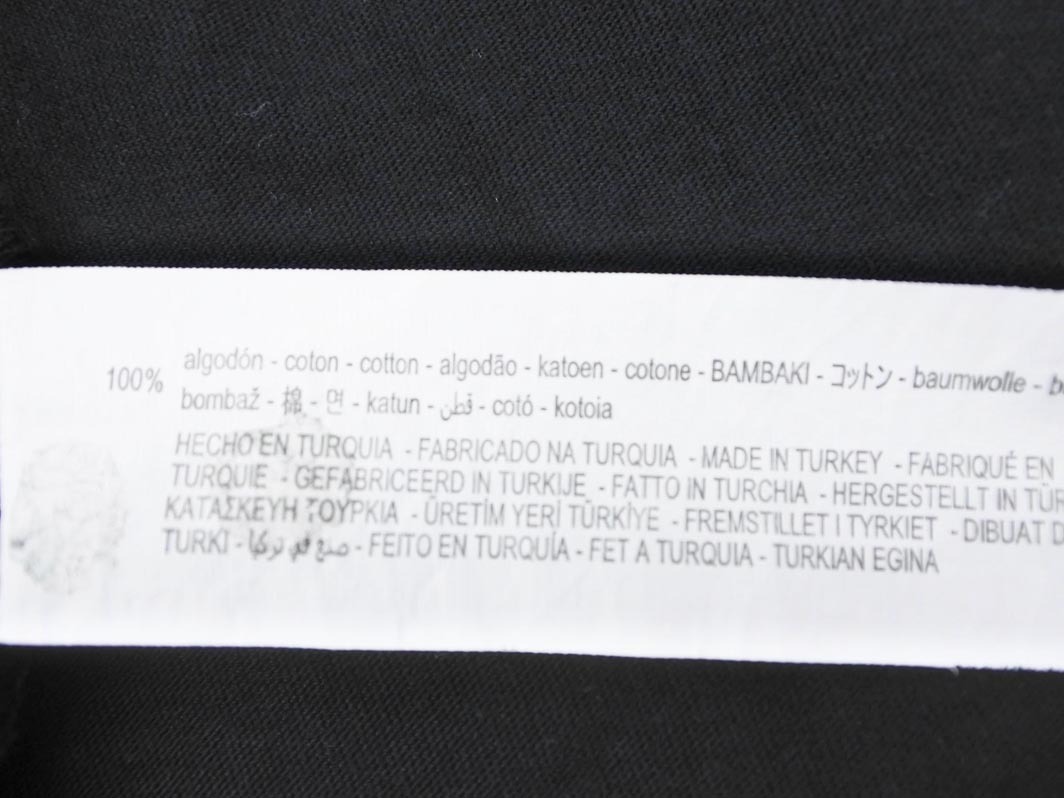 100% algodón - coton - cotton - algodão - katoen - cotone - BAMBAKI - コットン - baumwolle -
bombaž - 棉 - 면 - katun - قطن - cotó - kotoia
HECHO EN TURQUIA - FABRICADO NA TURQUIA - MADE IN TURKEY - FABRIQUÉ EN
TURQUIE - GEFABRICEERD IN TURKIJE - FATTO IN TURCHIA - HERGESTELLT IN TÜR
ΚΑΤΑΣΚΕΥΗ ΤΟΥΡΚΙΑ - ÜRETİM YERİ TÜRKİYE - FREMSTILLET I TYRKIET - DIBUAT D
TURKI - صنع في تركيا - FEITO EN TURQUÍA - FET A TURQUIA - TURKIAN EGINA